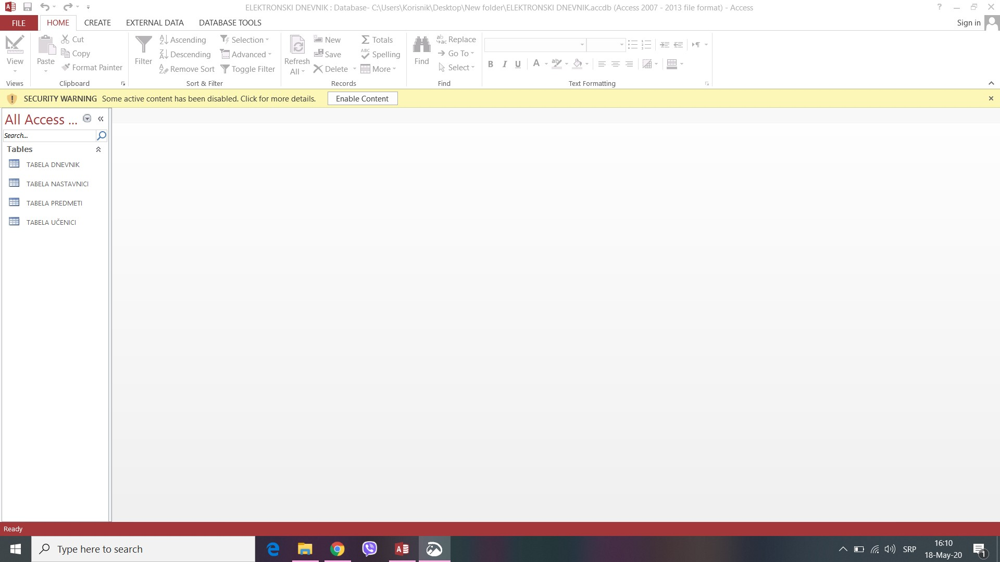 ELEKTRONSKI DNEVNIK : Database- C:\Users\Korisnik\Desktop\New folder\ELEKTRONSKI DNEVNIK.accdb (Access 2007 - 2013 file format) - Access
FILE HOME CREATE EXTERNAL DATA DATABASE TOOLS Sign in
View
Views
Paste
Cut
Copy
Format Painter
Clipboard
Filter
Ascending
Descending
Remove Sort
Selection
Advanced
Toggle Filter
Sort & Filter
Refresh
All
New
Save
Delete
Totals
Spelling
More
Records
Find
Replace
Go To
Select
Find
B I U A
Text Formatting
SECURITY WARNING Some active content has been disabled. Click for more details. Enable Content
All Access ...
Search...
Tables
TABELA DNEVNIK
TABELA NASTAVNICI
TABELA PREDMETI
TABELA UČENICI
Ready
Type here to search
SRP
16:10
18-May-20
1